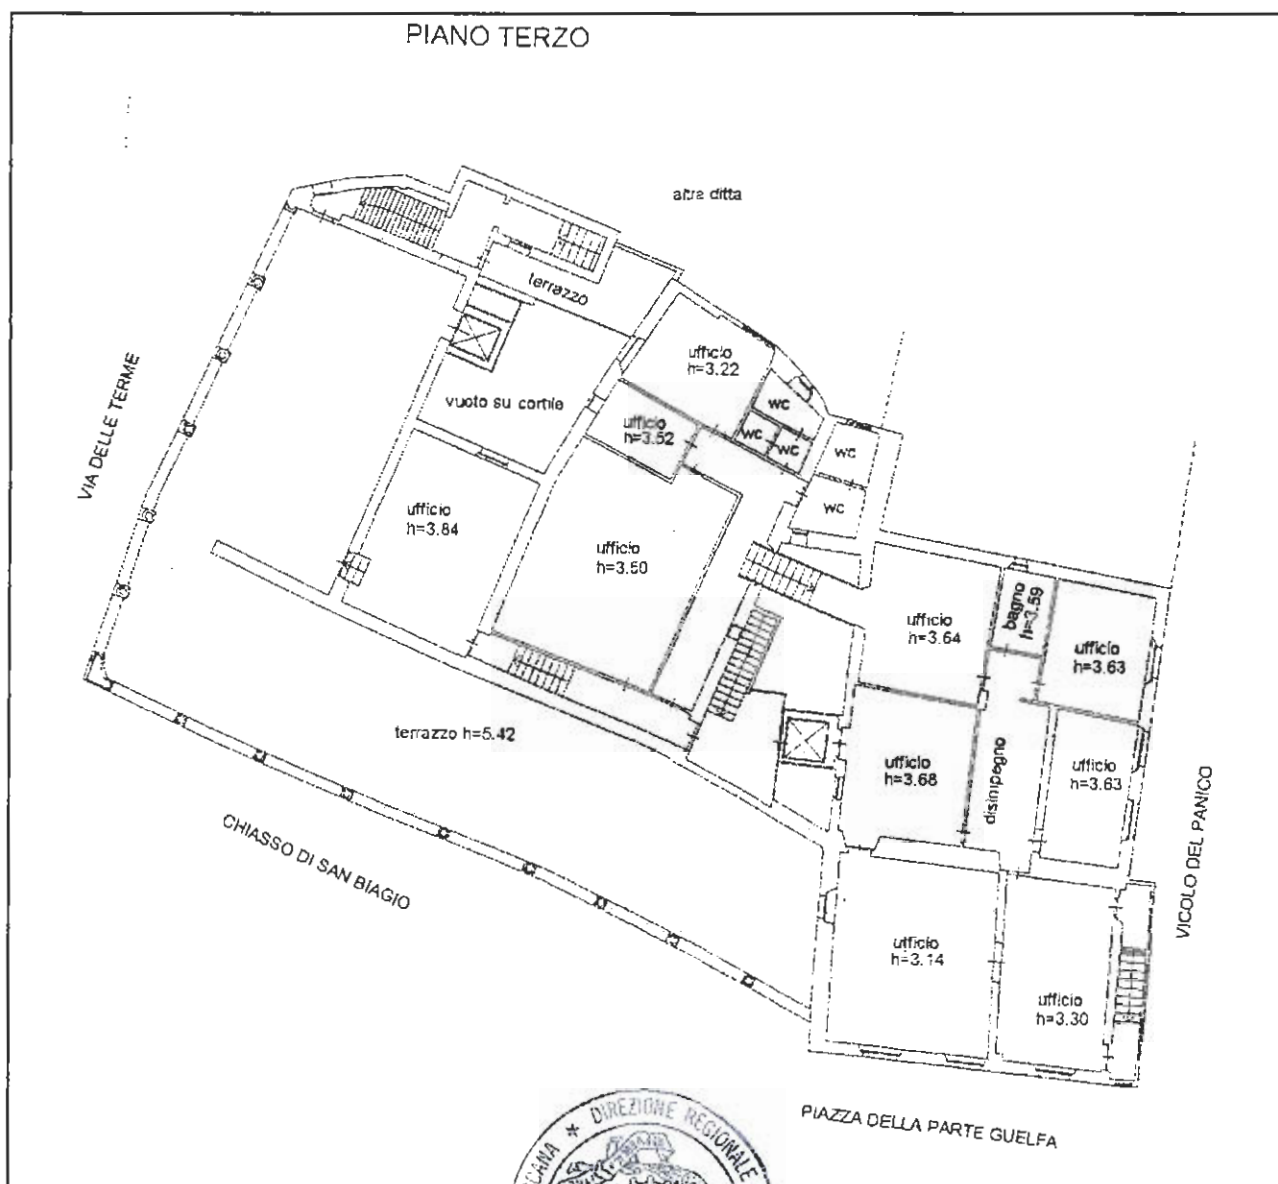 PIANO TERZO
altra ditta
terrazzo
ufficio
h=3.22
VIA DELLE TERME
vuoto su cortile
wc
ufficio
h=3.52
wc
wc
wc
ufficio
h=3.84
wc
ufficio
h=3.50
bagno
h=3.59
ufficio
h=3.64
ufficio
h=3.63
terrazzo h=5.42
ufficio
h=3.68
disimpegno
ufficio
h=3.63
VICOLO DEL PANICO
CHIASSO DI SAN BIAGIO
ufficio
h=3.14
ufficio
h=3.30
PIAZZA DELLA PARTE GUELFA
CANA * DIREZIONE REGIONALE